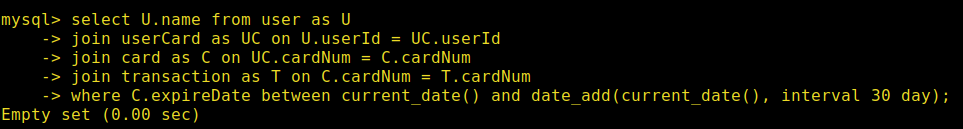 mysql> select U.name from user as U
    -> join userCard as UC on U.userId = UC.userId
    -> join card as C on UC.cardNum = C.cardNum
    -> join transaction as T on C.cardNum = T.cardNum
    -> where C.expireDate between current_date() and date_add(current_date(), interval 30 day);
Empty set (0.00 sec)